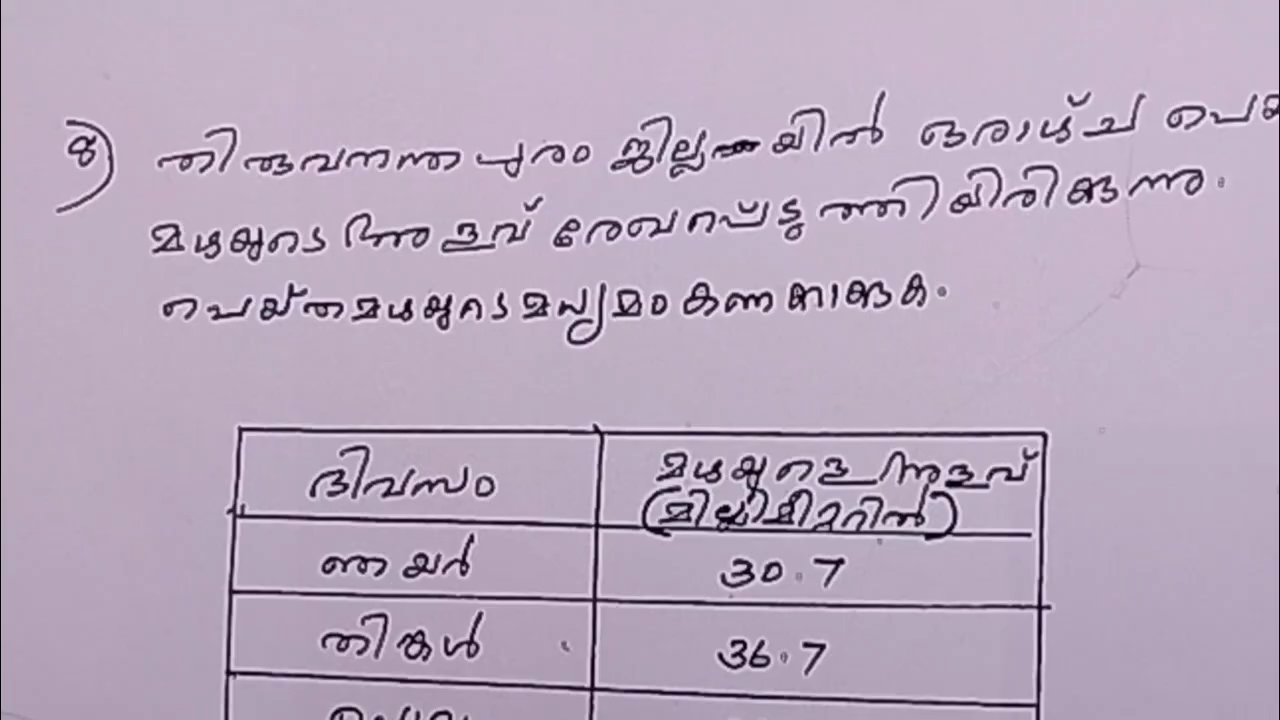 8) തിരുവനന്തപുരം ജില്ലയിൽ ഒരാഴ്ച
മഴയുടെ അളവ് രേഖപ്പെടുത്തിയിരിക്കുന്നു.
പെയ്ത മഴയുടെ മധ്യമം കണക്കാക്കുക.
ദിവസം മഴയുടെ അളവ്
(മില്ലിമീറ്ററിൽ)
ഞയർ 30.7
തിങ്കൾ 36.7